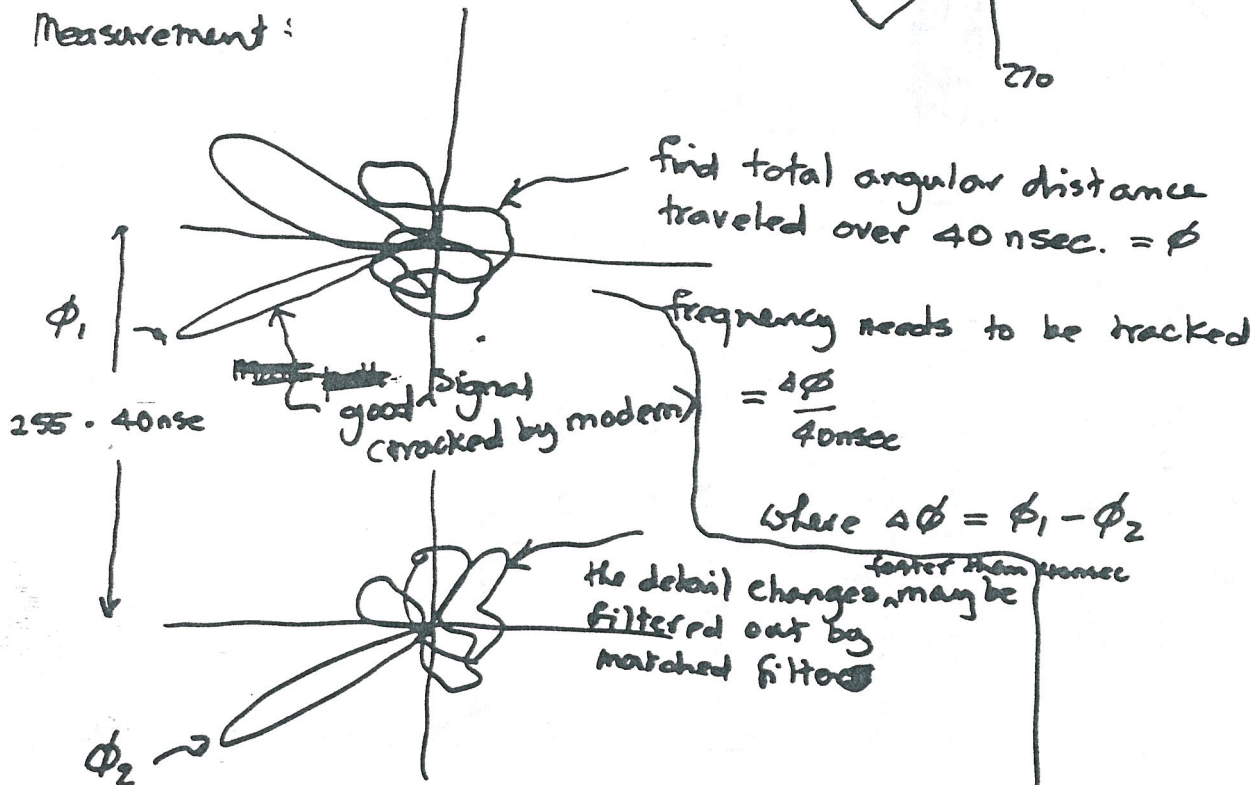 Measurement:
270
find total angular distance
traveled over 40 nsec. = ϕ
frequency needs to be tracked
= Δϕ / 40nsec
where Δϕ = ϕ₁ - ϕ₂
ϕ₁
255 · 40nse
good signal
(tracked by modem)
faster than 40nsec
the detail changes, may be
filtered out by
matched filter
ϕ₂